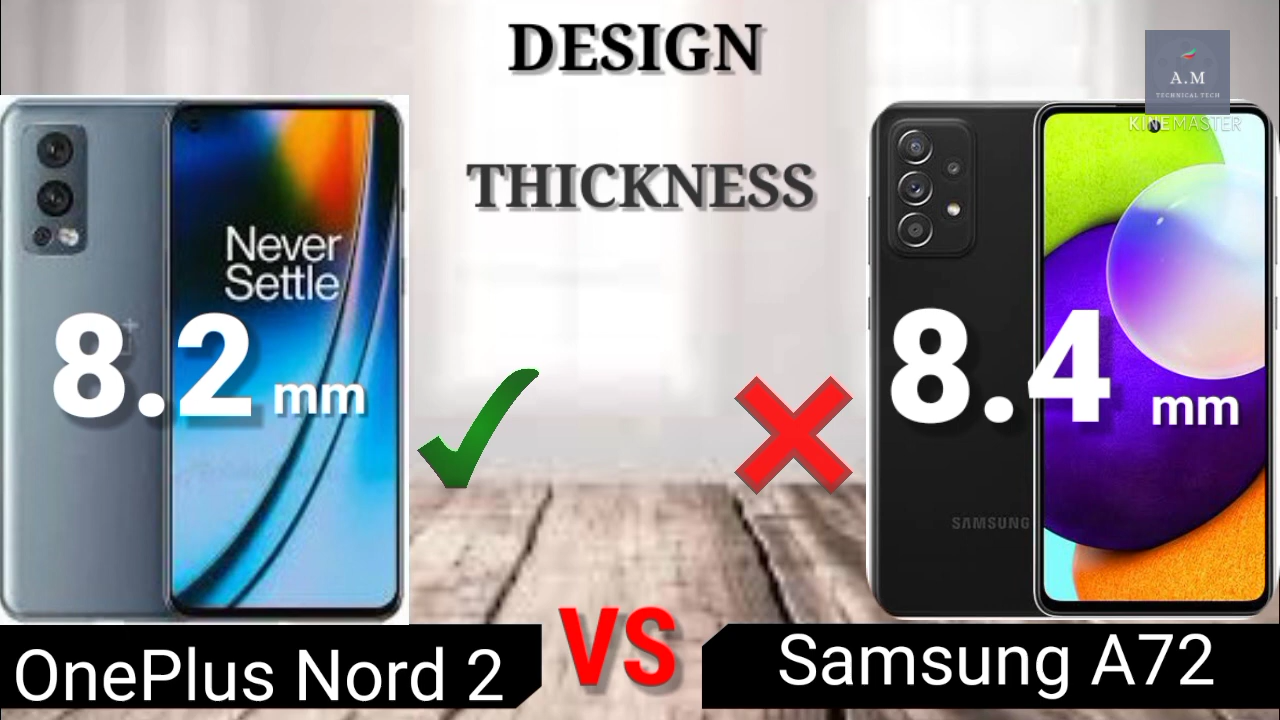 DESIGN
A.M
TECHNICAL TECH
KINEMASTER
THICKNESS
Never
Settle
8.2 mm
8.4 mm
SAMSUNG
OnePlus Nord 2
VS
Samsung A72